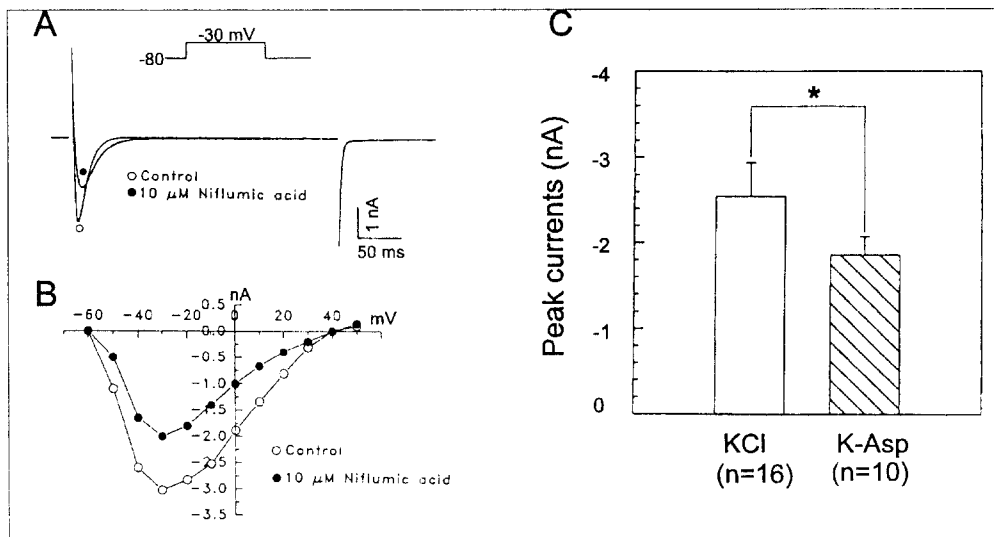 A
-30 mV
-80
○ Control
● 10 µM Niflumic acid
1 nA
50 ms
B
nA
mV
−60 −40 −20 0 20 40
0.5
0.0
−0.5
−1.0
−1.5
−2.0
−2.5
−3.0
−3.5
○ Control
● 10 µM Niflumic acid
C
Peak currents (nA)
-4
-3
-2
-1
0
*
KCl K-Asp
(n=16) (n=10)